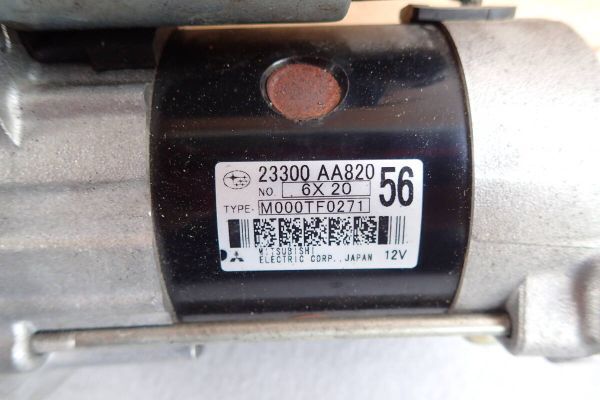 23300 AA820
NO. 6X 20
56
TYPE. M000TF0271
MITSUBISHI
ELECTRIC CORP., JAPAN 12V